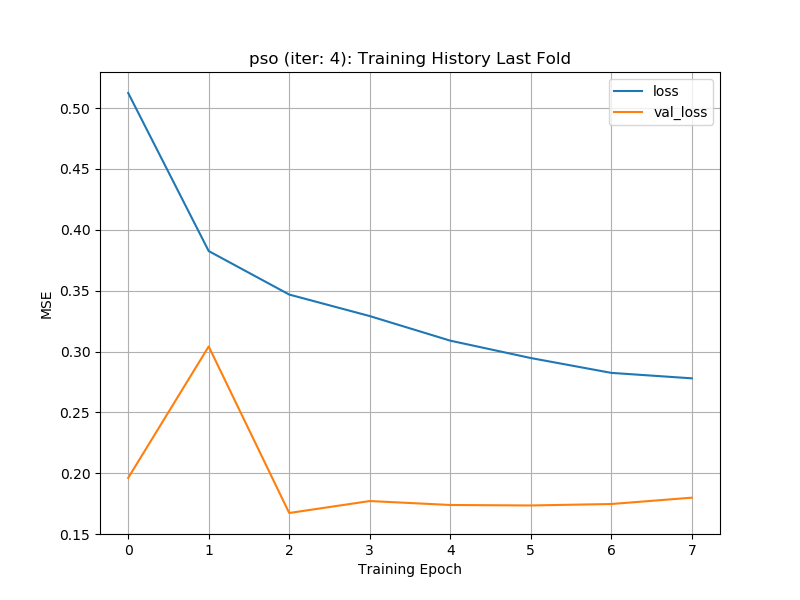 pso (iter: 4): Training History Last Fold
loss
val_loss
0.50
0.45
0.40
0.35
0.30
0.25
0.20
0.15
MSE
0 1 2 3 4 5 6 7
Training Epoch